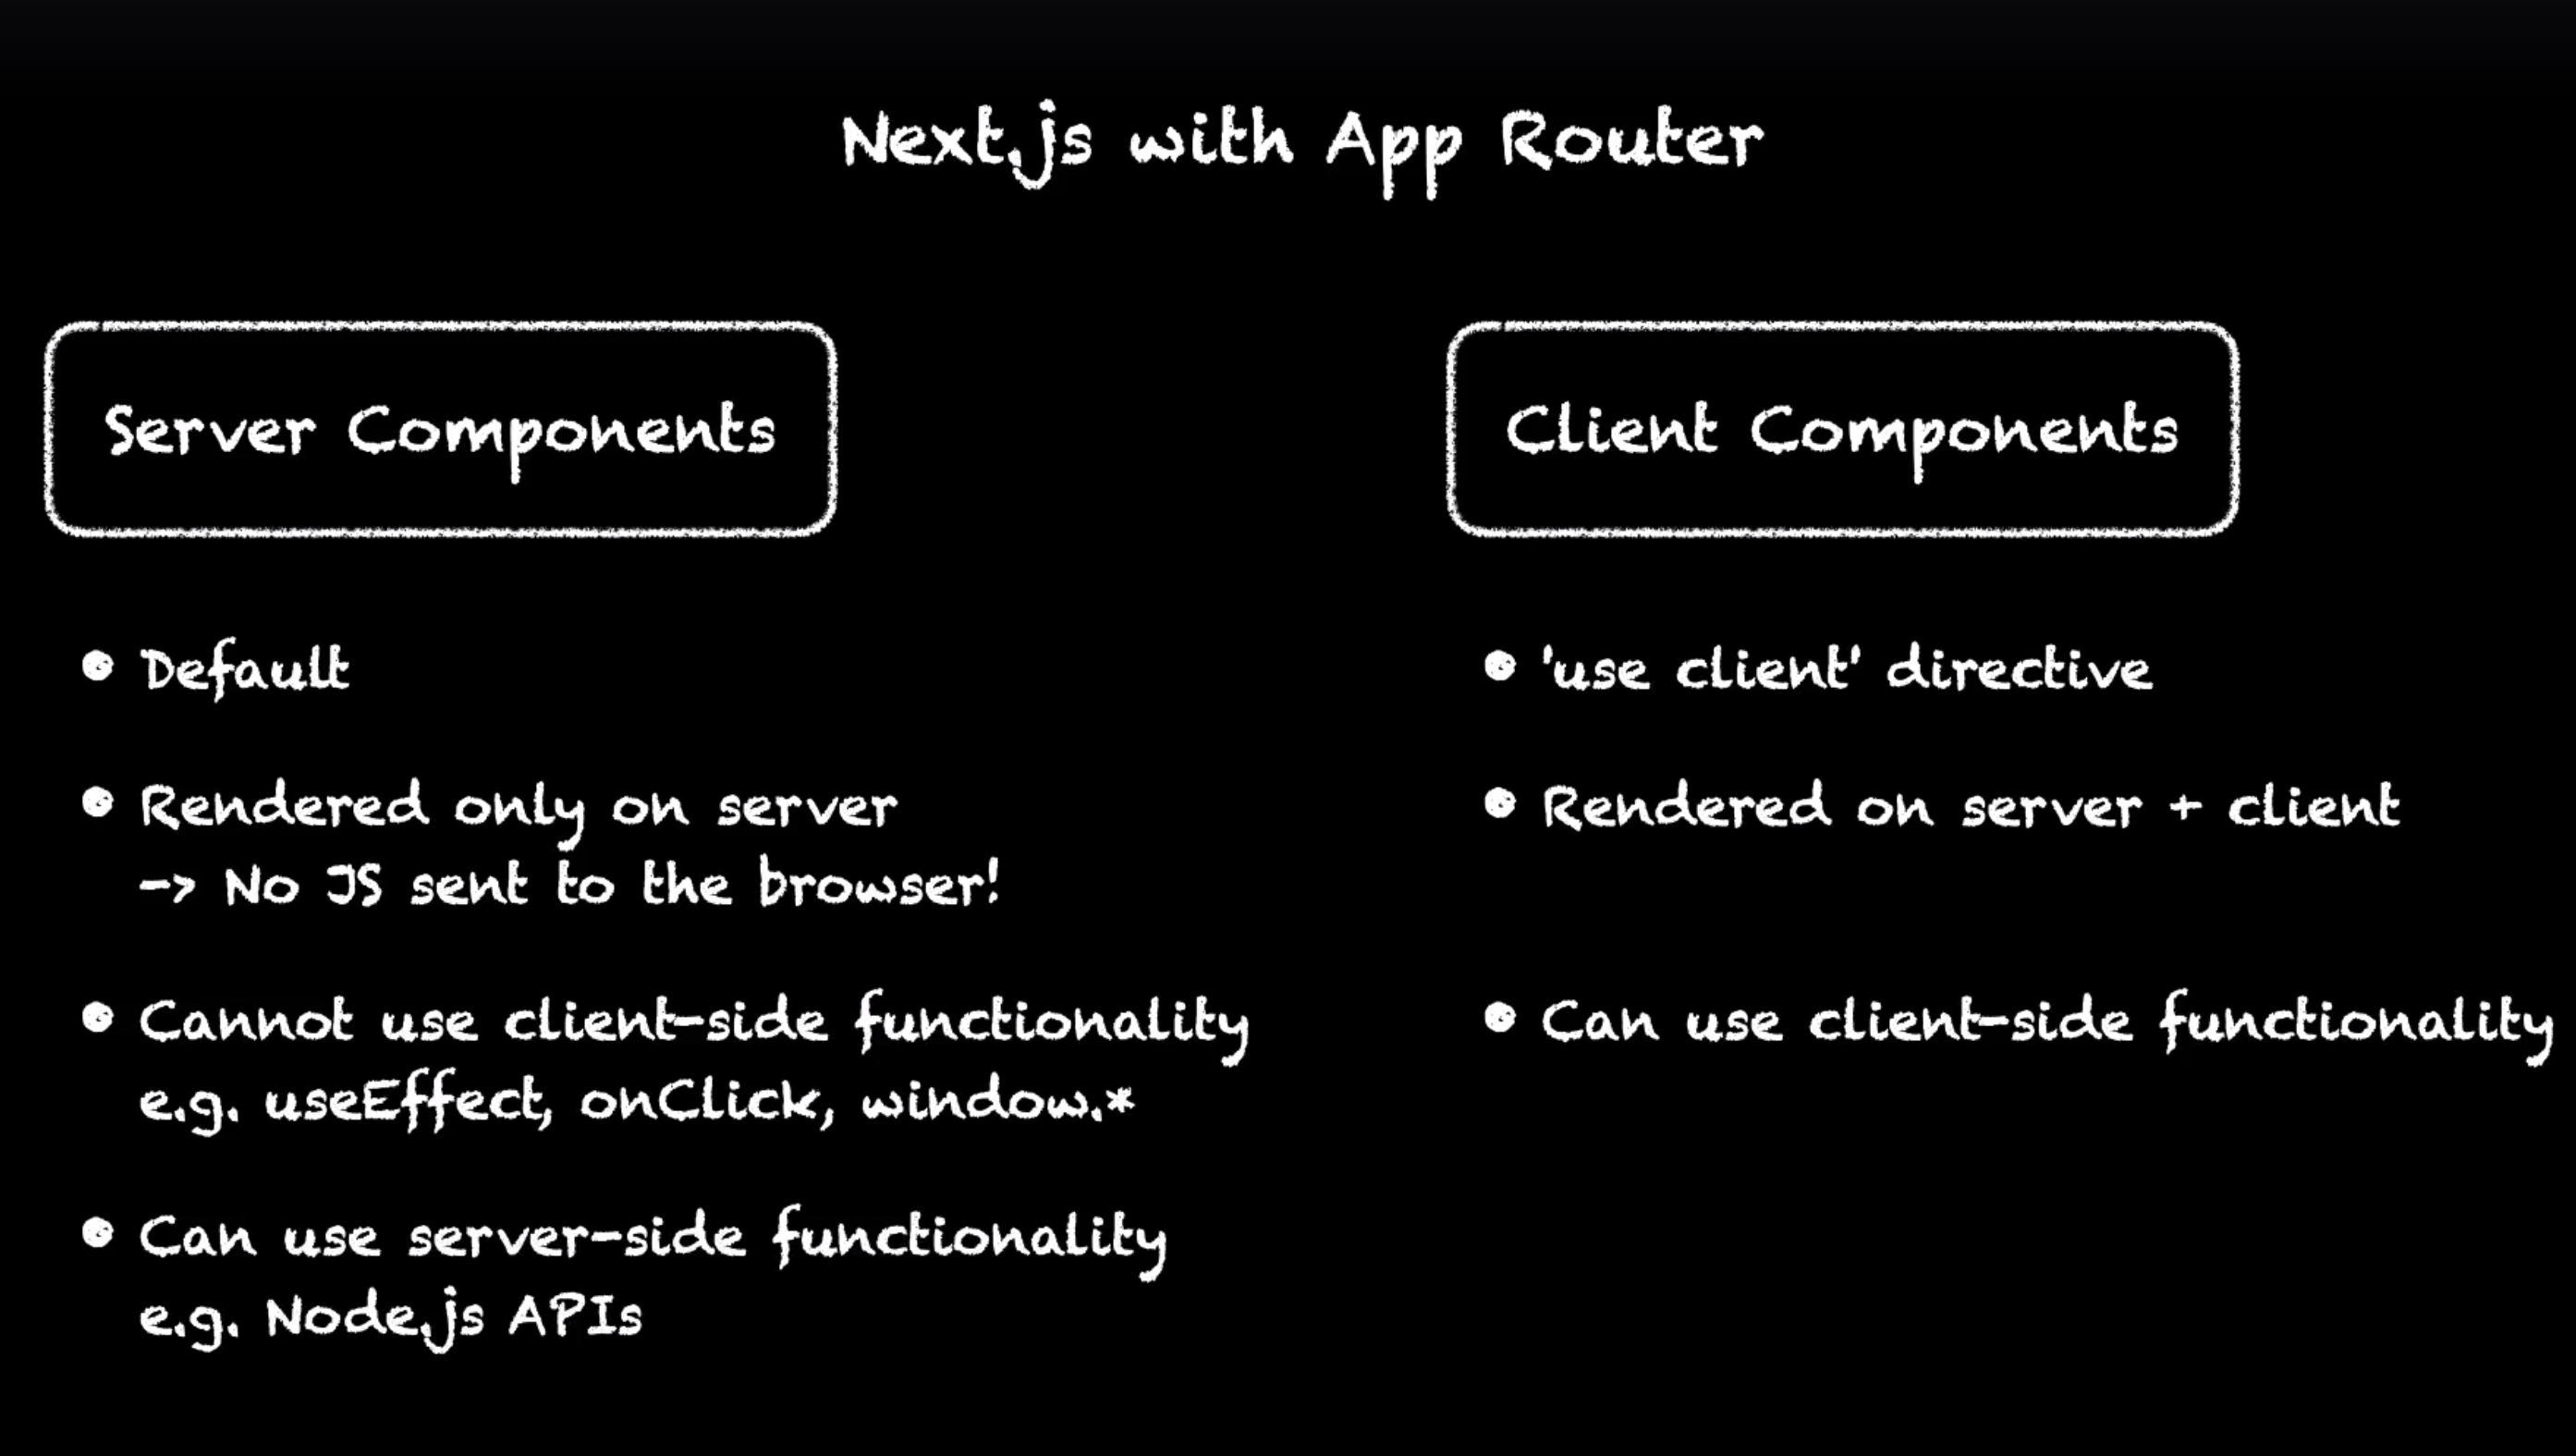 Next.js with App Router
Server Components
• Default
• Rendered only on server
-> No JS sent to the browser!
• Cannot use client-side functionality
e.g. useEffect, onClick, window.*
• Can use server-side functionality
e.g. Node.js APIs
Client Components
• 'use client' directive
• Rendered on server + client
• Can use client-side functionality